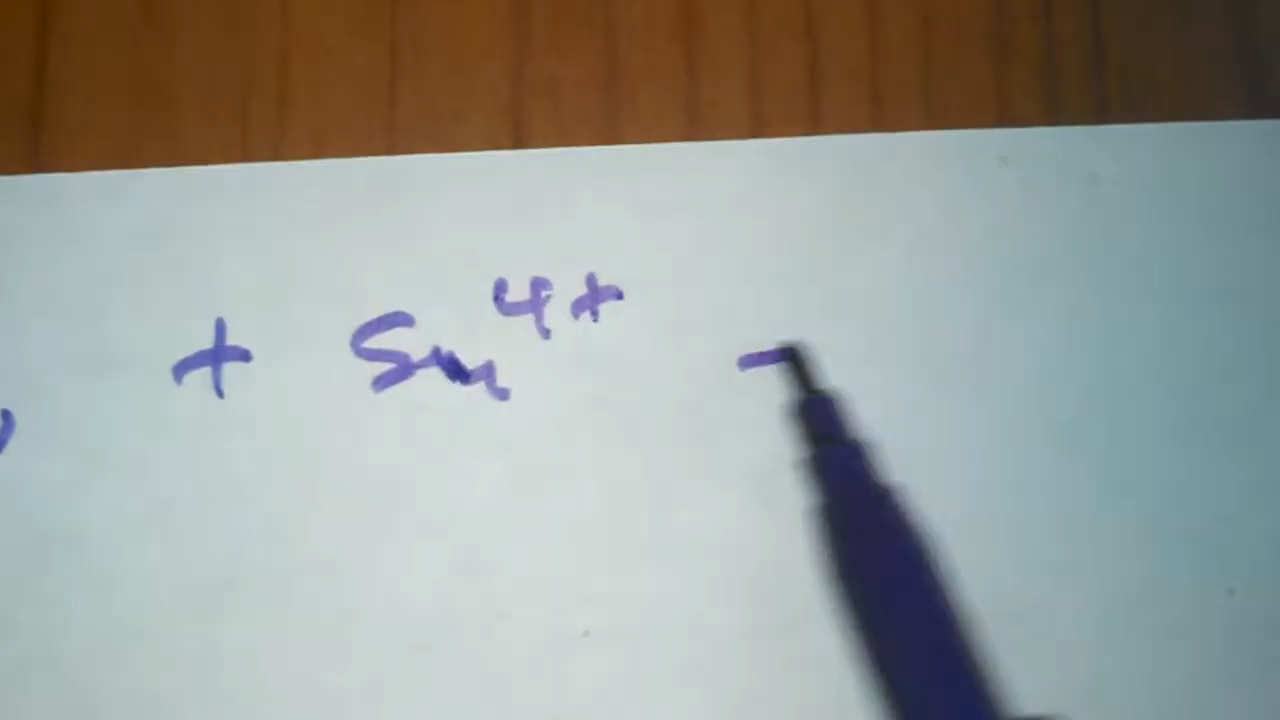 + Sn⁴⁺ -